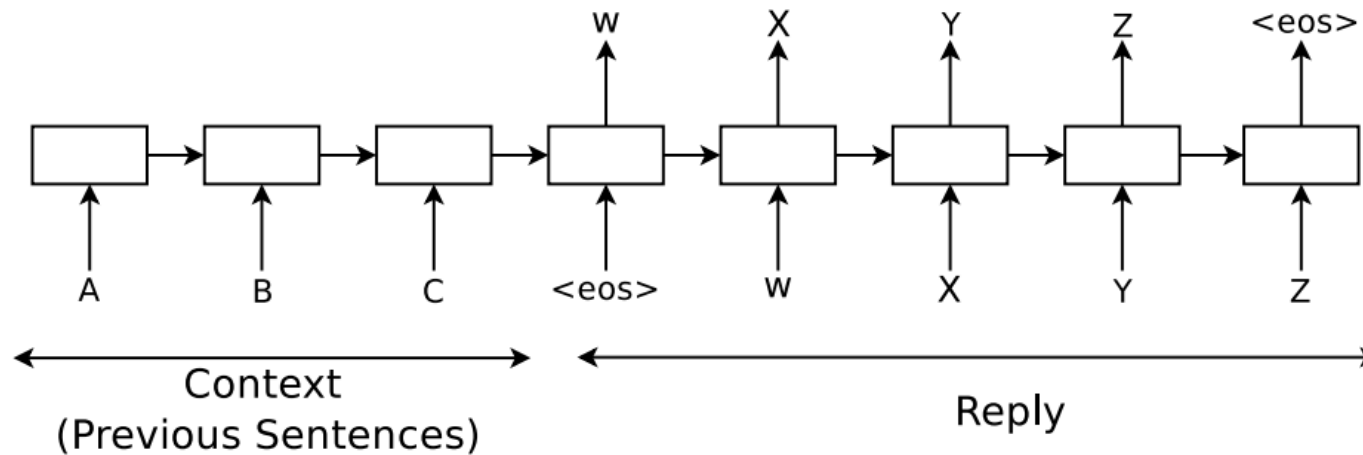 W X Y Z <eos>
A B C <eos> W X Y Z
Context
(Previous Sentences)
Reply